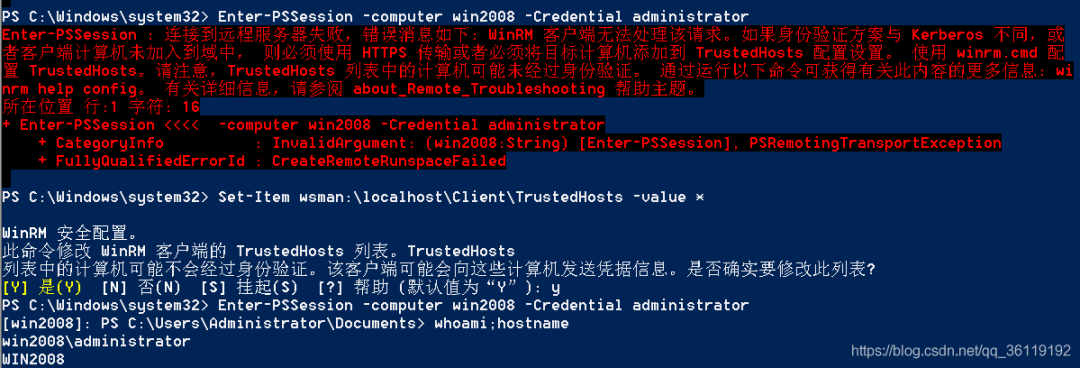 PS C:\Windows\system32> Enter-PSSession -computer win2008 -Credential administrator
Enter-PSSession : 连接到远程服务器失败，错误消息如下: WinRM 客户端无法处理该请求。如果身份验证方案与 Kerberos 不同，或
者客户端计算机未加入到域中， 则必须使用 HTTPS 传输或者必须将目标计算机添加到 TrustedHosts 配置设置。 使用 winrm.cmd 配
置 TrustedHosts。请注意，TrustedHosts 列表中的计算机可能未经过身份验证。 通过运行以下命令可获得有关此内容的更多信息: wi
nrm help config。 有关详细信息，请参阅 about_Remote_Troubleshooting 帮助主题。
所在位置 行:1 字符: 16
+ Enter-PSSession <<<<  -computer win2008 -Credential administrator
    + CategoryInfo          : InvalidArgument: (win2008:String) [Enter-PSSession], PSRemotingTransportException
    + FullyQualifiedErrorId : CreateRemoteRunspaceFailed
PS C:\Windows\system32> Set-Item wsman:\localhost\Client\TrustedHosts -value *
WinRM 安全配置。
此命令修改 WinRM 客户端的 TrustedHosts 列表。TrustedHosts
列表中的计算机可能不会经过身份验证。该客户端可能会向这些计算机发送凭据信息。是否确实要修改此列表?
[Y] 是(Y)  [N] 否(N)  [S] 挂起(S)  [?] 帮助 (默认值为“Y”): y
PS C:\Windows\system32> Enter-PSSession -computer win2008 -Credential administrator
[win2008]: PS C:\Users\Administrator\Documents> whoami;hostname
win2008\administrator
WIN2008
https://blog.csdn.net/qq_36119192